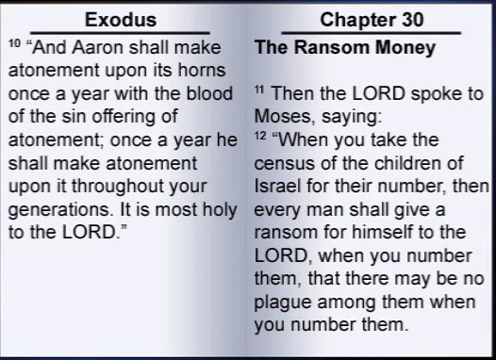 Exodus
10 “And Aaron shall make
atonement upon its horns
once a year with the blood
of the sin offering of
atonement; once a year he
shall make atonement
upon it throughout your
generations. It is most holy
to the LORD.”
Chapter 30
The Ransom Money
11 Then the LORD spoke to
Moses, saying:
12 “When you take the
census of the children of
Israel for their number, then
every man shall give a
ransom for himself to the
LORD, when you number
them, that there may be no
plague among them when
you number them.